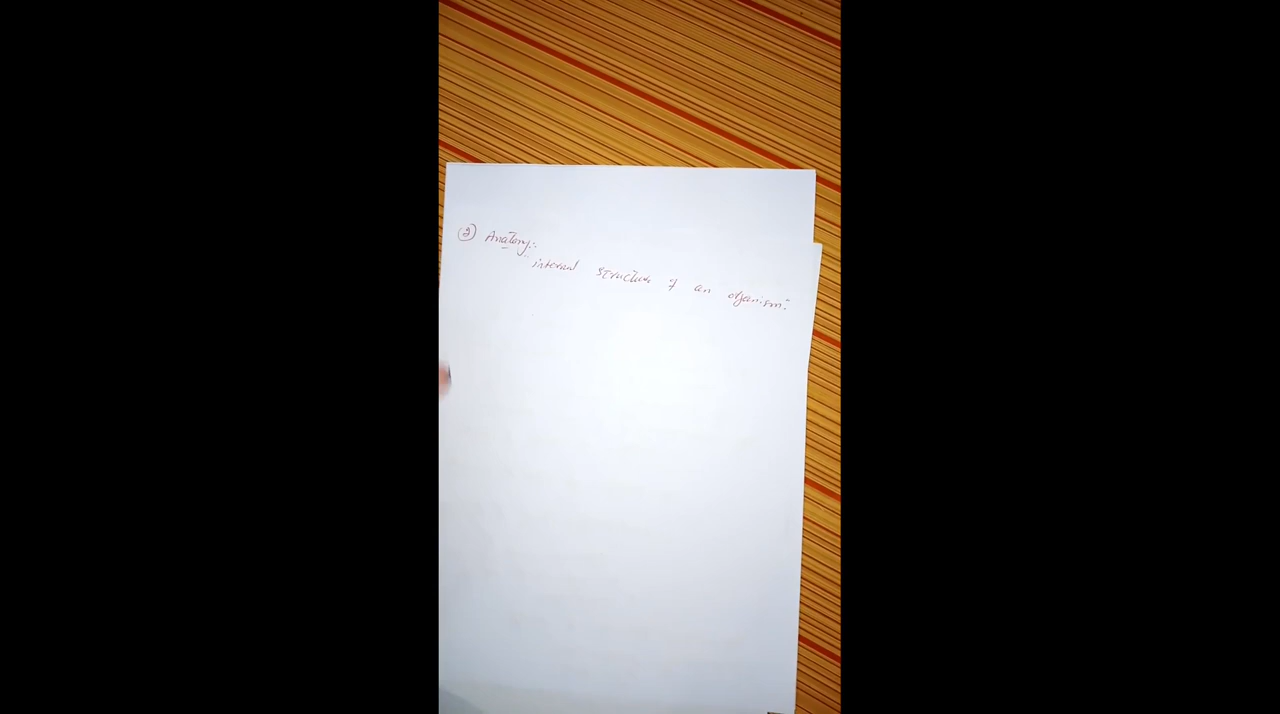 ② Anatomy:-
internal structure of an organism: